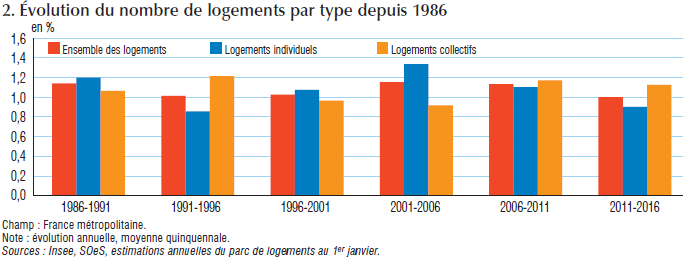 2. Évolution du nombre de logements par type depuis 1986
en %
1,6
Ensemble des logements Logements individuels Logements collectifs
1,4
1,2
1,0
0,8
0,6
0,4
0,2
0,0
1986-1991 1991-1996 1996-2001 2001-2006 2006-2011 2011-2016
Champ : France métropolitaine.
Note : évolution annuelle, moyenne quinquennale.
Sources : Insee, SOeS, estimations annuelles du parc de logements au 1er janvier.